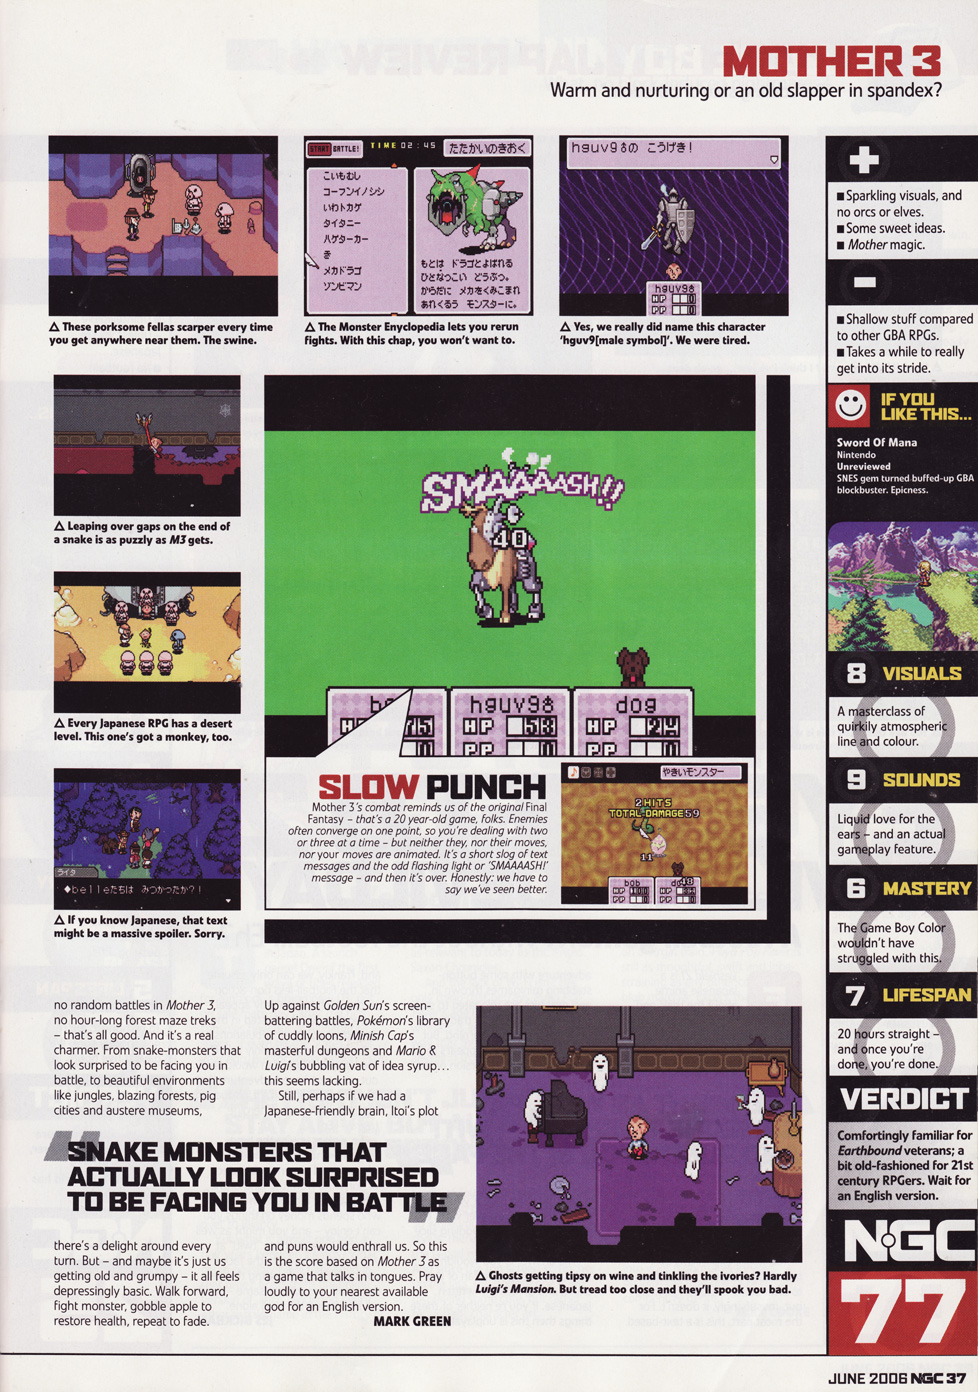 MOTHER 3
Warm and nurturing or an old slapper in spandex?
START BATTLE! TIME 02:45 たたかいのきおく
こいもむし
コーフンイノシシ
いわトカゲ
タイタニー
ハゲタカー
き
メカドラゴ
ゾンビマン
もとは ドラゴとよばれる
ひとなつこい どうぶつ。
からだに メカをくみこまれ
あれくるう モンスターに。
hguv9♂の こうげき!
hguv9♂
HP 0
PP 0
△ These porksome fellas scarper every time
you get anywhere near them. The swine.
△ The Monster Enyclopedia lets you rerun
fights. With this chap, you won't want to.
△ Yes, we really did name this character
'hguv9[male symbol]'. We were tired.
△ Leaping over gaps on the end of
a snake is as puzzly as M3 gets.
△ Every Japanese RPG has a desert
level. This one's got a monkey, too.
ライタ
◆belleたちは みつかったか?!
△ If you know Japanese, that text
might be a massive spoiler. Sorry.
SMAAAASH!!
40
hguv9♂ dog
HP 75 HP 53 HP
0 PP 0 PP 0
SLOW PUNCH
Mother 3's combat reminds us of the original Final
Fantasy – that's a 20 year-old game, folks. Enemies
often converge on one point, so you're dealing with two
or three at a time – but neither they, nor their moves,
nor your moves are animated. It's a short slog of text
messages and the odd flashing light or 'SMAAAASH!'
message – and then it's over. Honestly: we have to
say we've seen better.
やきいモンスター
2 HITS
TOTAL DAMAGE 59
11
bob
HP
PP
no random battles in Mother 3,
no hour-long forest maze treks
– that's all good. And it's a real
charmer. From snake-monsters that
look surprised to be facing you in
battle, to beautiful environments
like jungles, blazing forests, pig
cities and austere museums,
"SNAKE MONSTERS THAT
ACTUALLY LOOK SURPRISED
TO BE FACING YOU IN BATTLE"
there's a delight around every
turn. But – and maybe it's just us
getting old and grumpy – it all feels
depressingly basic. Walk forward,
fight monster, gobble apple to
restore health, repeat to fade.
Up against Golden Sun's screen-
battering battles, Pokémon's library
of cuddly loons, Minish Cap's
masterful dungeons and Mario &
Luigi's bubbling vat of idea syrup...
this seems lacking.
Still, perhaps if we had a
Japanese-friendly brain, Itoi's plot
and puns would enthrall us. So this
is the score based on Mother 3 as
a game that talks in tongues. Pray
loudly to your nearest available
god for an English version.
MARK GREEN
△ Ghosts getting tipsy on wine and tinkling the ivories? Hardly
Luigi's Mansion. But tread too close and they'll spook you bad.
+
■ Sparkling visuals, and
no orcs or elves.
■ Some sweet ideas.
■ Mother magic.
-
■ Shallow stuff compared
to other GBA RPGs.
■ Takes a while to really
get into its stride.
IF YOU
LIKE THIS...
Sword Of Mana
Nintendo
Unreviewed
SNES gem turned buffed-up GBA
blockbuster. Epicness.
8 VISUALS
A masterclass of
quirkily atmospheric
line and colour.
9 SOUNDS
Liquid love for the
ears – and an actual
gameplay feature.
6 MASTERY
The Game Boy Color
wouldn't have
struggled with this.
7 LIFESPAN
20 hours straight –
and once you're
done, you're done.
VERDICT
Comfortingly familiar for
Earthbound veterans; a
bit old-fashioned for 21st
century RPGers. Wait for
an English version.
NGC
77
JUNE 2006 NGC 37